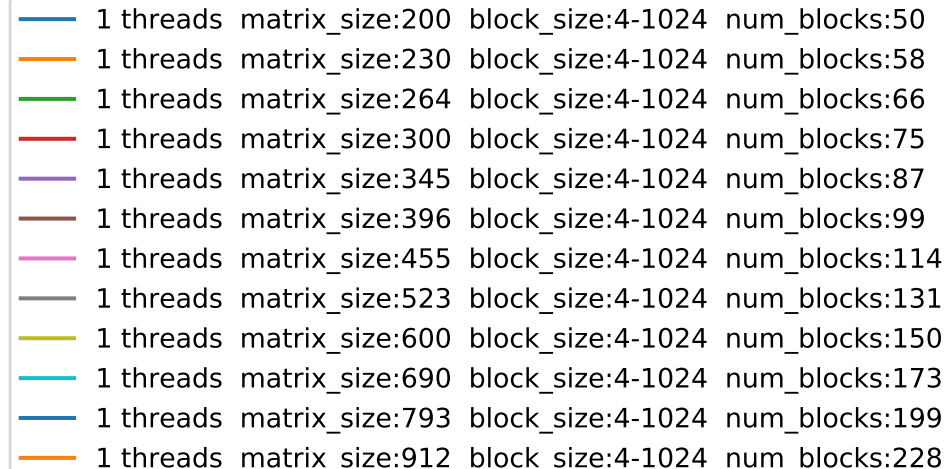 1 threads matrix_size:200 block_size:4-1024 num_blocks:50
1 threads matrix_size:230 block_size:4-1024 num_blocks:58
1 threads matrix_size:264 block_size:4-1024 num_blocks:66
1 threads matrix_size:300 block_size:4-1024 num_blocks:75
1 threads matrix_size:345 block_size:4-1024 num_blocks:87
1 threads matrix_size:396 block_size:4-1024 num_blocks:99
1 threads matrix_size:455 block_size:4-1024 num_blocks:114
1 threads matrix_size:523 block_size:4-1024 num_blocks:131
1 threads matrix_size:600 block_size:4-1024 num_blocks:150
1 threads matrix_size:690 block_size:4-1024 num_blocks:173
1 threads matrix_size:793 block_size:4-1024 num_blocks:199
1 threads matrix_size:912 block_size:4-1024 num_blocks:228